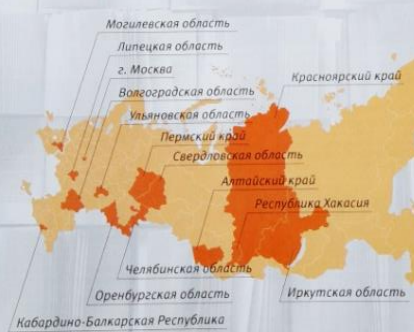 Могилевская область
Липецкая область
г. Москва
Волгоградская область
Ульяновская область
Пермский край
Свердловская область
Красноярский край
Алтайский край
Республика Хакасия
Челябинская область
Оренбургская область
Иркутская область
Кабардино-Балкарская Республика